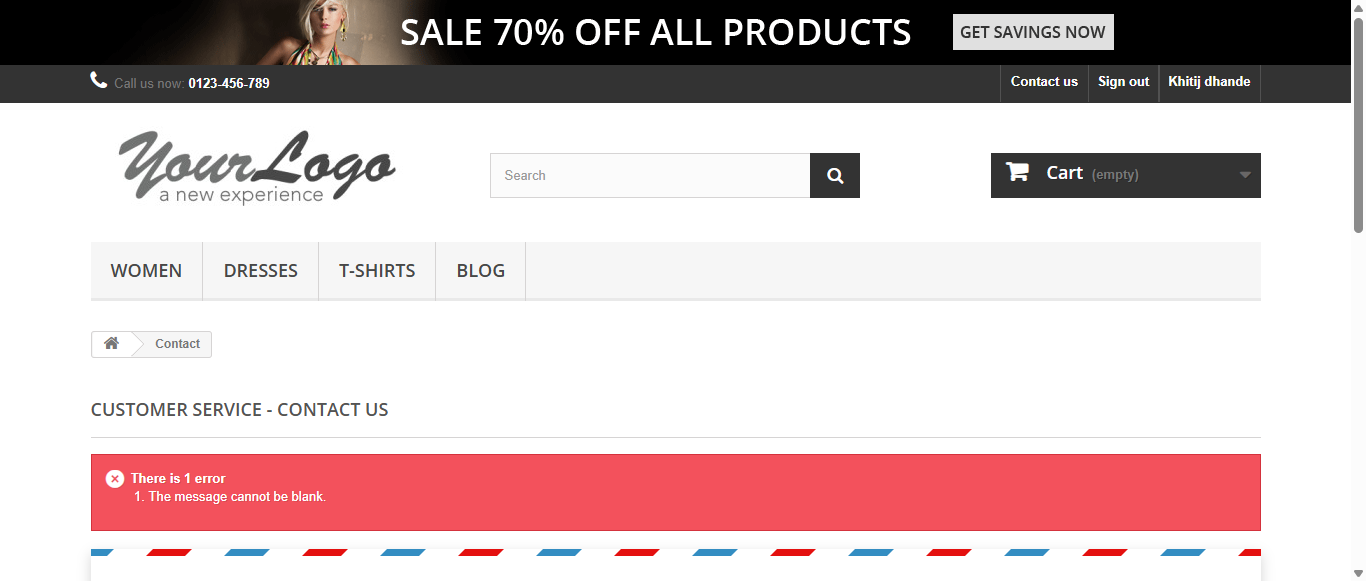 SALE 70% OFF ALL PRODUCTS
GET SAVINGS NOW
Call us now: 0123-456-789
Contact us
Sign out
Khitij dhande
Your Logo
a new experience
Search
Cart (empty)
WOMEN
DRESSES
T-SHIRTS
BLOG
Contact
CUSTOMER SERVICE - CONTACT US
There is 1 error
1. The message cannot be blank.